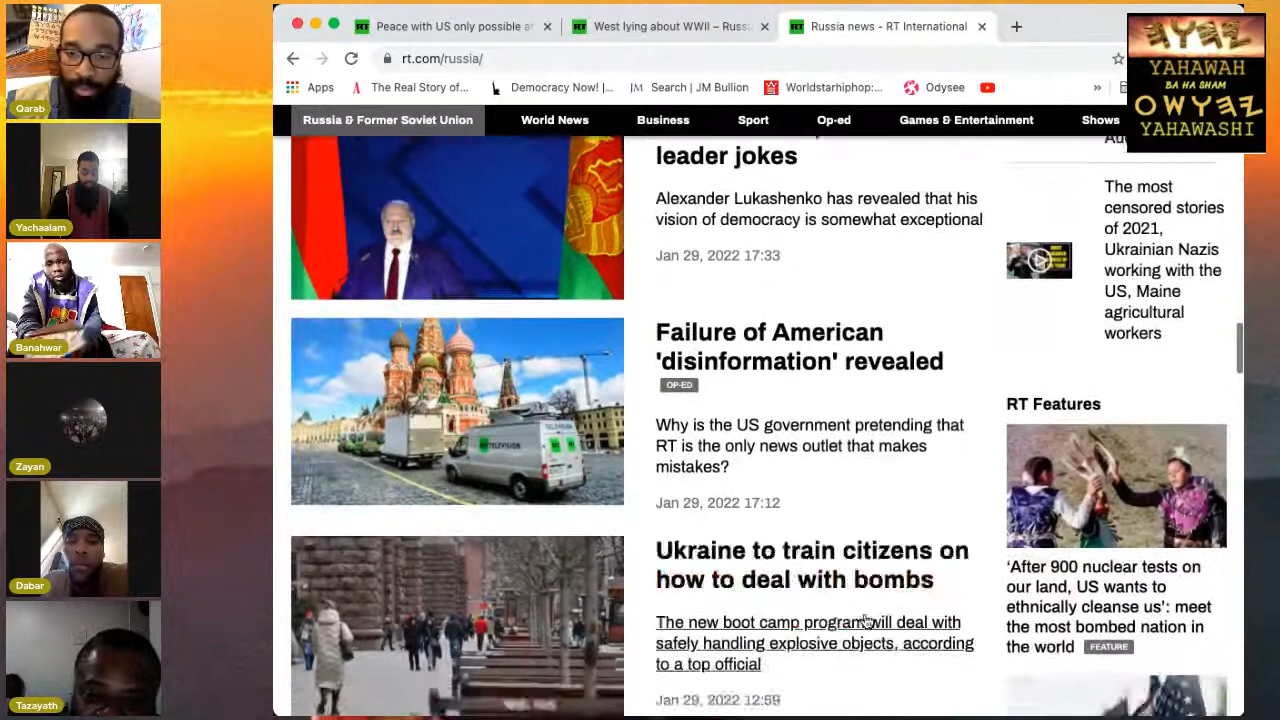 Qarab
Yachaalam
Banahwar
Zayan
Dabar
Tazayath
Peace with US only possible af
West lying about WWII – Russ
Russia news - RT International
rt.com/russia/
Apps
The Real Story of...
Democracy Now! |...
Search | JM Bullion
Worldstarhiphop:...
Odysee
»
YAHAWAH
BA HA SHAM
YAHAWASHI
Russia & Former Soviet Union
World News
Business
Sport
Op-ed
Games & Entertainment
Shows
leader jokes
Alexander Lukashenko has revealed that his
vision of democracy is somewhat exceptional
Jan 29, 2022 17:33
Failure of American
'disinformation' revealed
OP-ED
Why is the US government pretending that
RT is the only news outlet that makes
mistakes?
Jan 29, 2022 17:12
Ukraine to train citizens on
how to deal with bombs
The new boot camp program will deal with
safely handling explosive objects, according
to a top official
Jan 29, 2022 12:59
The most
censored stories
of 2021,
Ukrainian Nazis
working with the
US, Maine
agricultural
workers
RT Features
‘After 900 nuclear tests on
our land, US wants to
ethnically cleanse us’: meet
the most bombed nation in
the world FEATURE